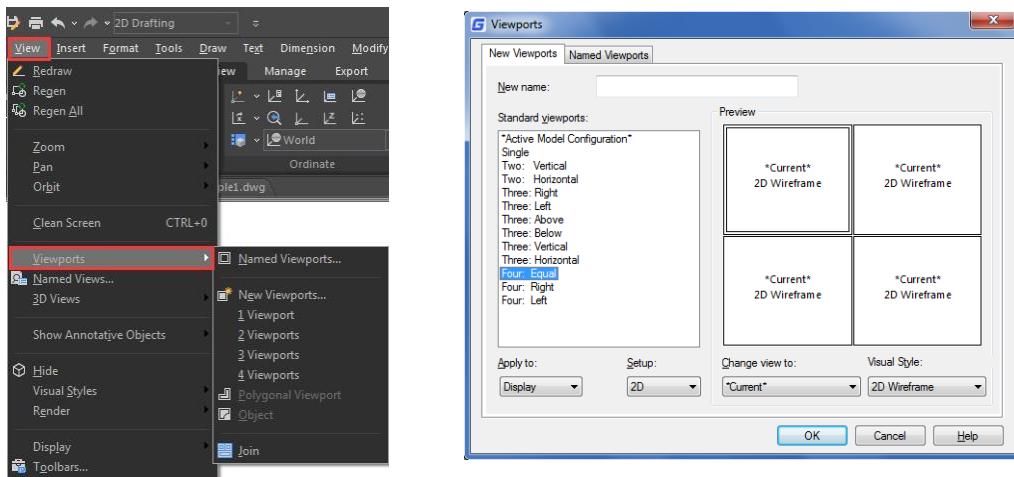 2D Drafting
View Insert Format Tools Draw Text Dimension Modify
Redraw
ew Manage Export
Regen
Regen All
World
Zoom
Pan
Ordinate
Orbit
ple1.dwg
Clean Screen CTRL+0
Viewports
Named Views...
3D Views
Show Annotative Objects
Hide
Visual Styles
Render
Display
Toolbars...
Named Viewports...
New Viewports...
1 Viewport
2 Viewports
3 Viewports
4 Viewports
Polygonal Viewport
Object
Join
Viewports
New Viewports Named Viewports
New name:
Standard viewports:
*Active Model Configuration*
Single
Two: Vertical
Two: Horizontal
Three: Right
Three: Left
Three: Above
Three: Below
Three: Vertical
Three: Horizontal
Four: Equal
Four: Right
Four: Left
Preview
*Current* *Current*
2D Wireframe 2D Wireframe
*Current* *Current*
2D Wireframe 2D Wireframe
Apply to: Setup: Change view to: Visual Style:
Display 2D *Current* 2D Wireframe
OK Cancel Help